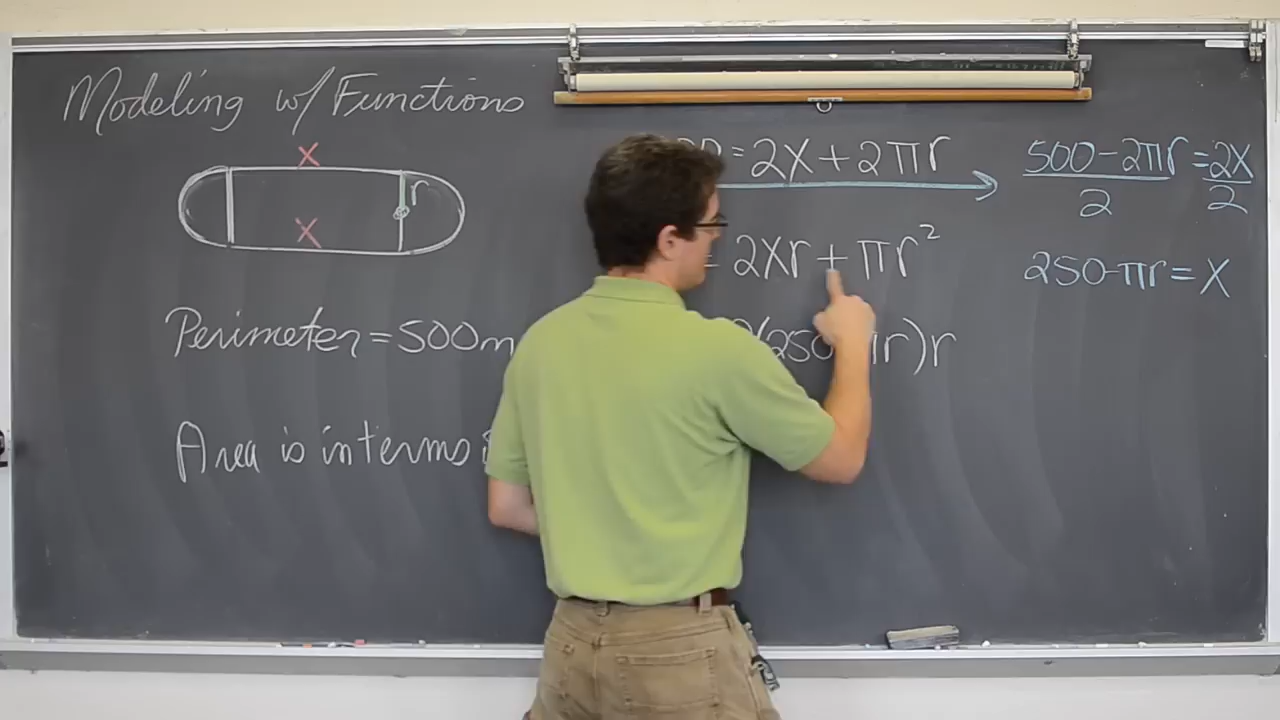 Modeling w/ Functions
x
r
x
Perimeter = 500m
Area is in terms
= 2x + 2πr
= 2xr + πr²
(250 πr)r
500 - 2πr = 2x
2 2
250 - πr = x